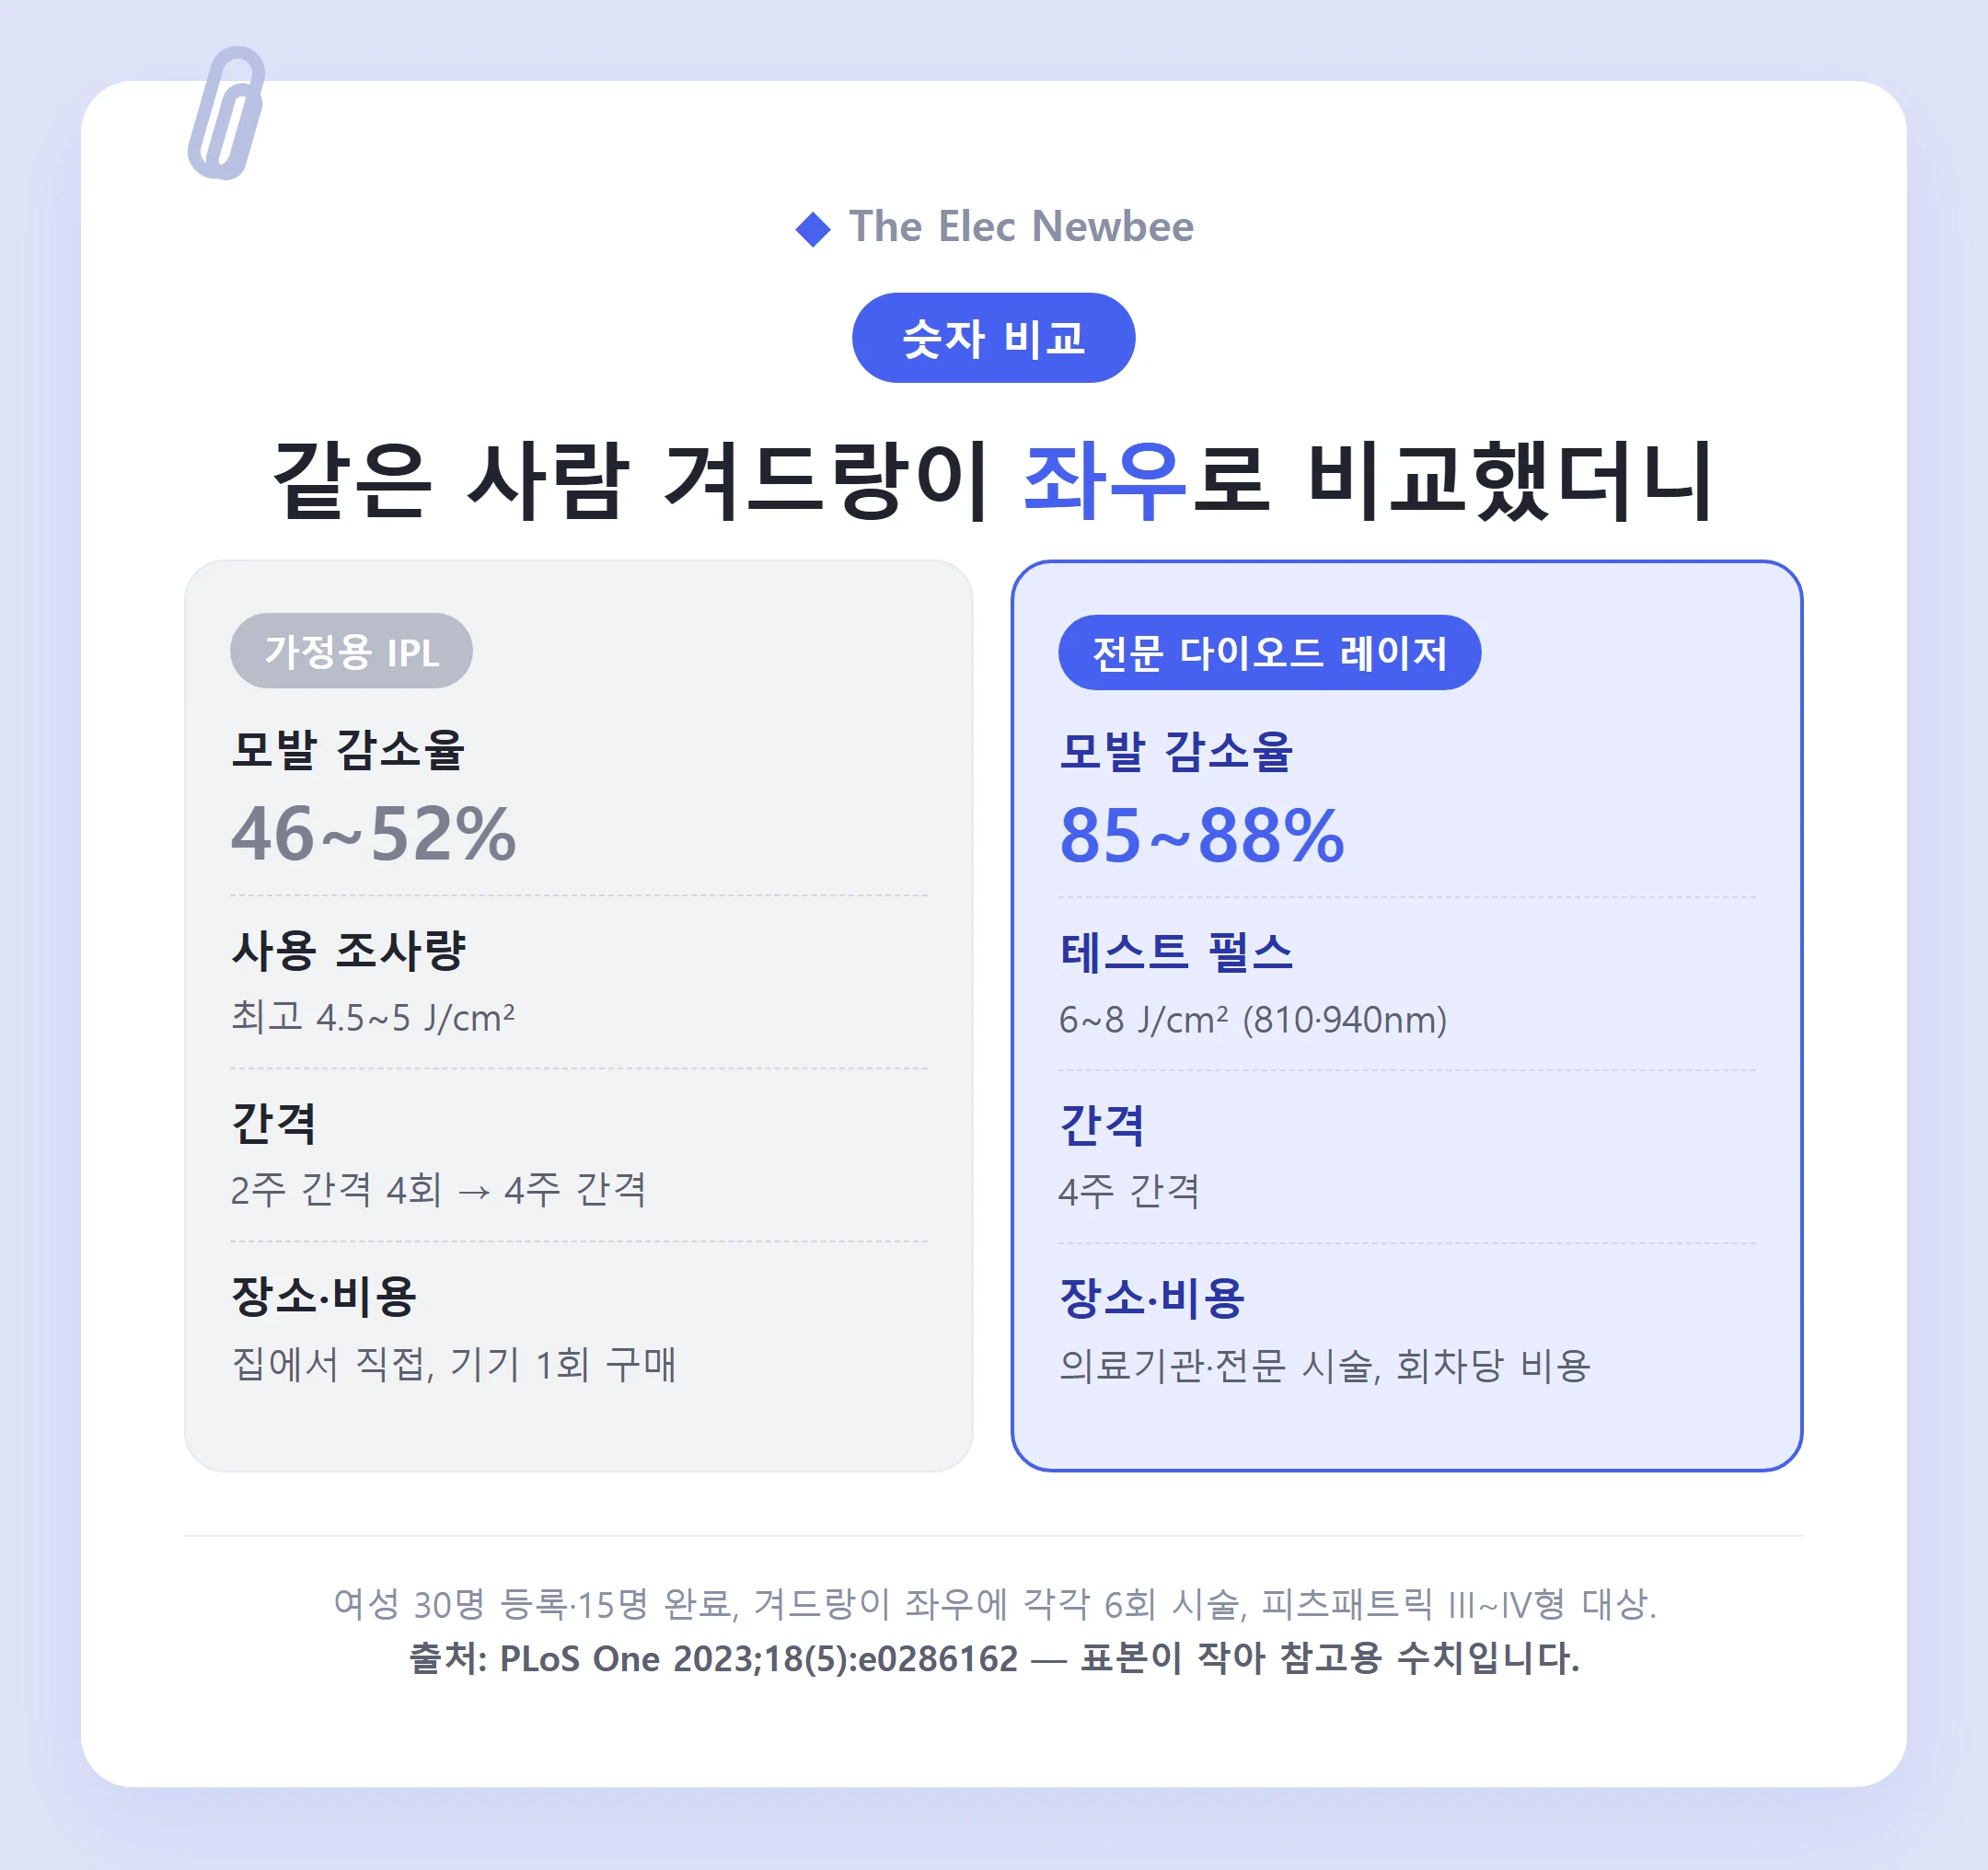 The Elec Newbee
숫자 비교
같은 사람 겨드랑이 좌우로 비교했더니
가정용 IPL
모발 감소율
46~52%
사용 조사량
최고 4.5~5 J/cm²
간격
2주 간격 4회 → 4주 간격
장소·비용
집에서 직접, 기기 1회 구매
전문 다이오드 레이저
모발 감소율
85~88%
테스트 펄스
6~8 J/cm² (810·940nm)
간격
4주 간격
장소·비용
의료기관·전문 시술, 회차당 비용
여성 30명 등록·15명 완료, 겨드랑이 좌우에 각각 6회 시술, 피츠패트릭 III~IV형 대상.
출처: PLoS One 2023;18(5):e0286162 — 표본이 작아 참고용 수치입니다.